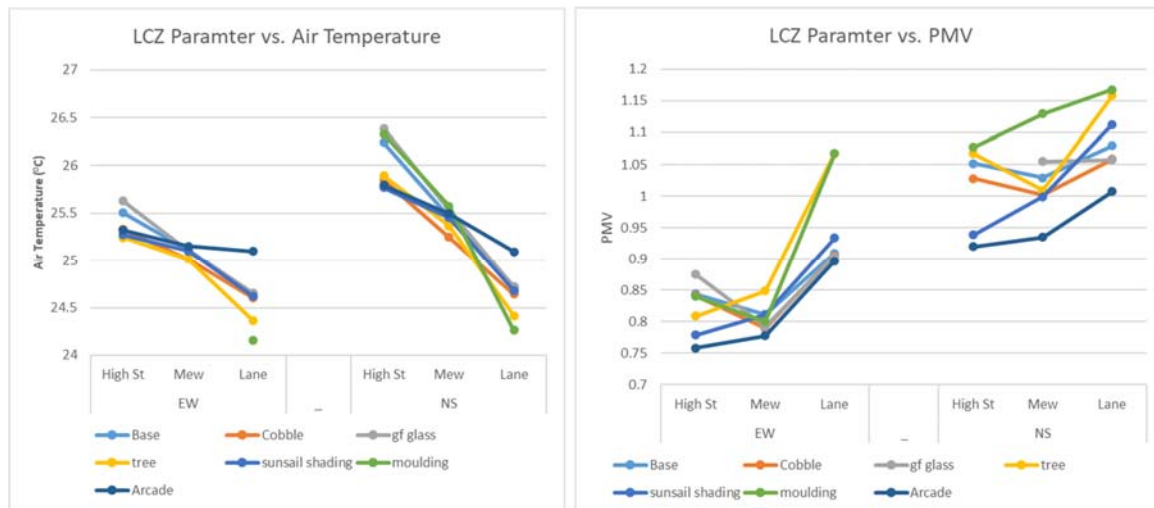 LCZ Paramter vs. Air Temperature
27
26.5
26
25.5
25
24.5
24
Air Temperature (°C)
High St Mew Lane High St Mew Lane
EW _ NS
Base Cobble gf glass
tree sunsail shading moulding
Arcade
LCZ Paramter vs. PMV
1.2
1.15
1.1
1.05
1
0.95
0.9
0.85
0.8
0.75
0.7
PMV
High St Mew Lane High St Mew Lane
EW _ NS
Base Cobble gf glass tree
sunsail shading moulding Arcade